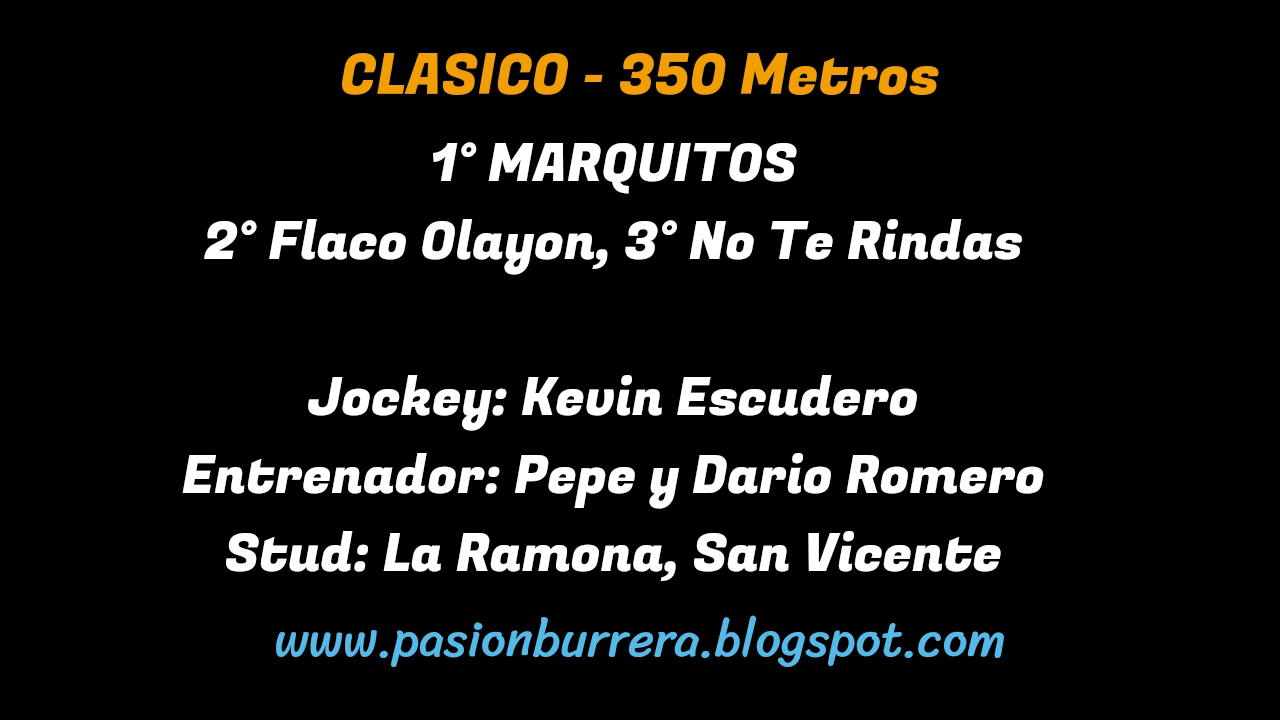 CLASICO - 350 Metros
1° MARQUITOS
2° Flaco Olayon, 3° No Te Rindas
Jockey: Kevin Escudero
Entrenador: Pepe y Dario Romero
Stud: La Ramona, San Vicente
www.pasionburrera.blogspot.com